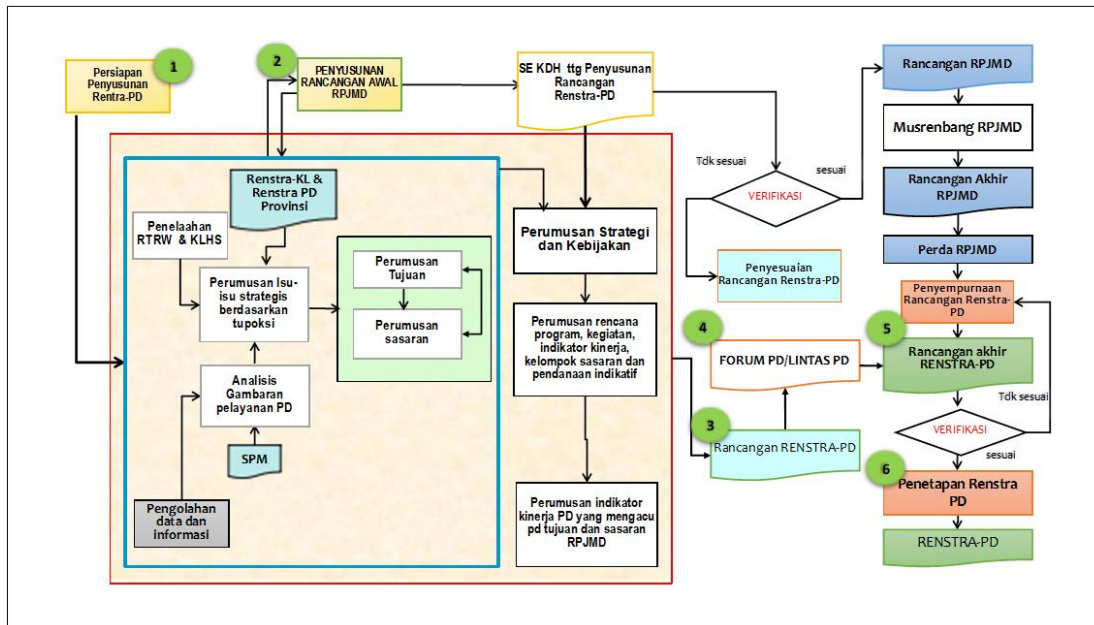 1
Persiapan
Penyusunan
Rentra-PD
2
PENYUSUNAN
RANCANGAN AWAL
RPJMD
SE KDH ttg Penyusunan
Rancangan
Renstra-PD
Rancangan RPJMD
Musrenbang RPJMD
Rancangan Akhir
RPJMD
Perda RPJMD
Penyempurnaan
Rancangan Renstra-
PD
Tdk sesuai
sesuai
VERIFIKASI
Penyesuaian
Rancangan Renstra-PD
Renstra-KL &
Renstra PD
Provinsi
Penelaahan
RTRW & KLHS
Perumusan Isu-
isu strategis
berdasarkan
tupoksi
Perumusan
Tujuan
Perumusan
sasaran
Analisis
Gambaran
pelayanan PD
SPM
Pengolahan
data dan
informasi
Perumusan Strategi
dan Kebijakan
Perumusan rencana
program, kegiatan,
indikator kinerja,
kelompok sasaran dan
pendanaan indikatif
Perumusan indikator
kinerja PD yang mengacu
pd tujuan dan sasaran
RPJMD
3
Rancangan RENSTRA-PD
4
FORUM PD/LINTAS PD
5
Rancangan akhir
RENSTRA-PD
Tdk sesuai
VERIFIKASI
sesuai
6
Penetapan Renstra
PD
RENSTRA-PD